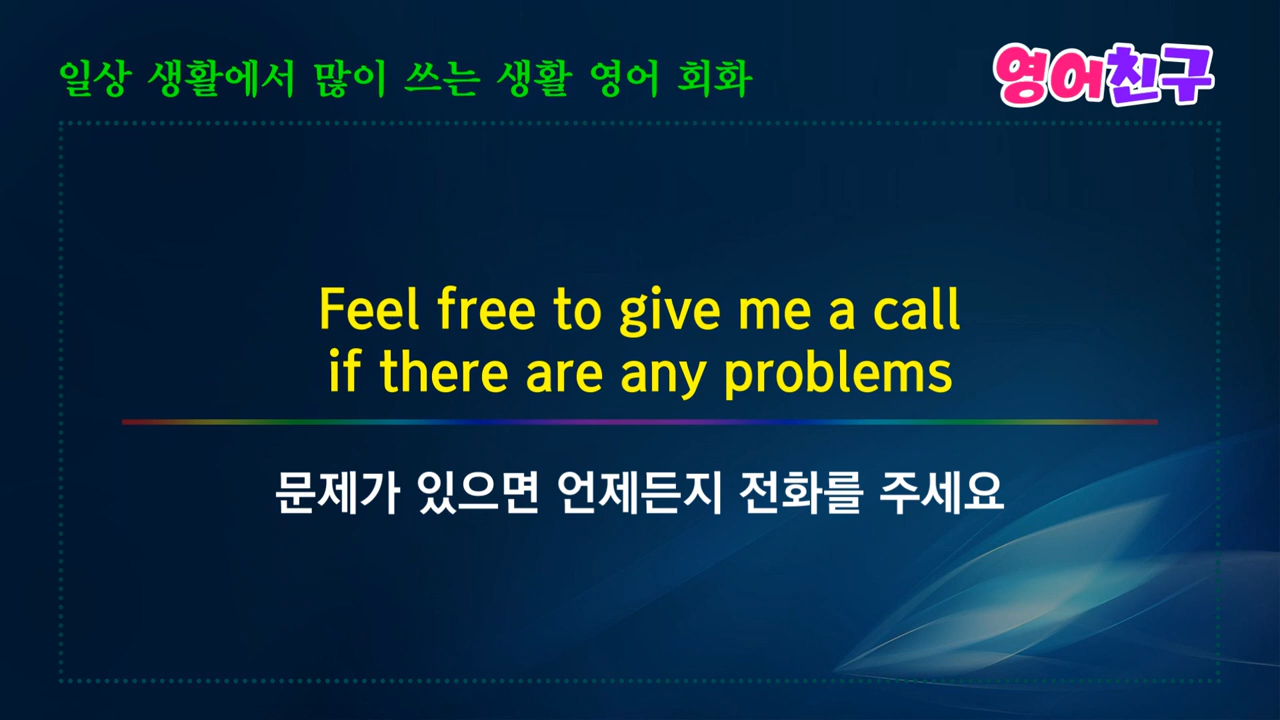 일상 생활에서 많이 쓰는 생활 영어 회화
영어친구
Feel free to give me a call
if there are any problems
문제가 있으면 언제든지 전화를 주세요